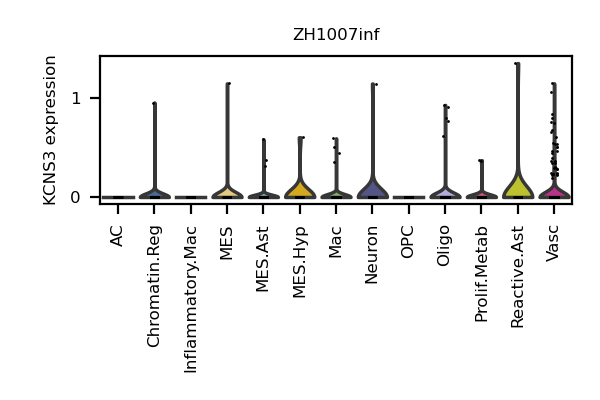 ZH1007inf
KCNS3 expression
1
0
AC
Chromatin.Reg
Inflammatory.Mac
MES
MES.Ast
MES.Hyp
Mac
Neuron
OPC
Oligo
Prolif.Metab
Reactive.Ast
Vasc